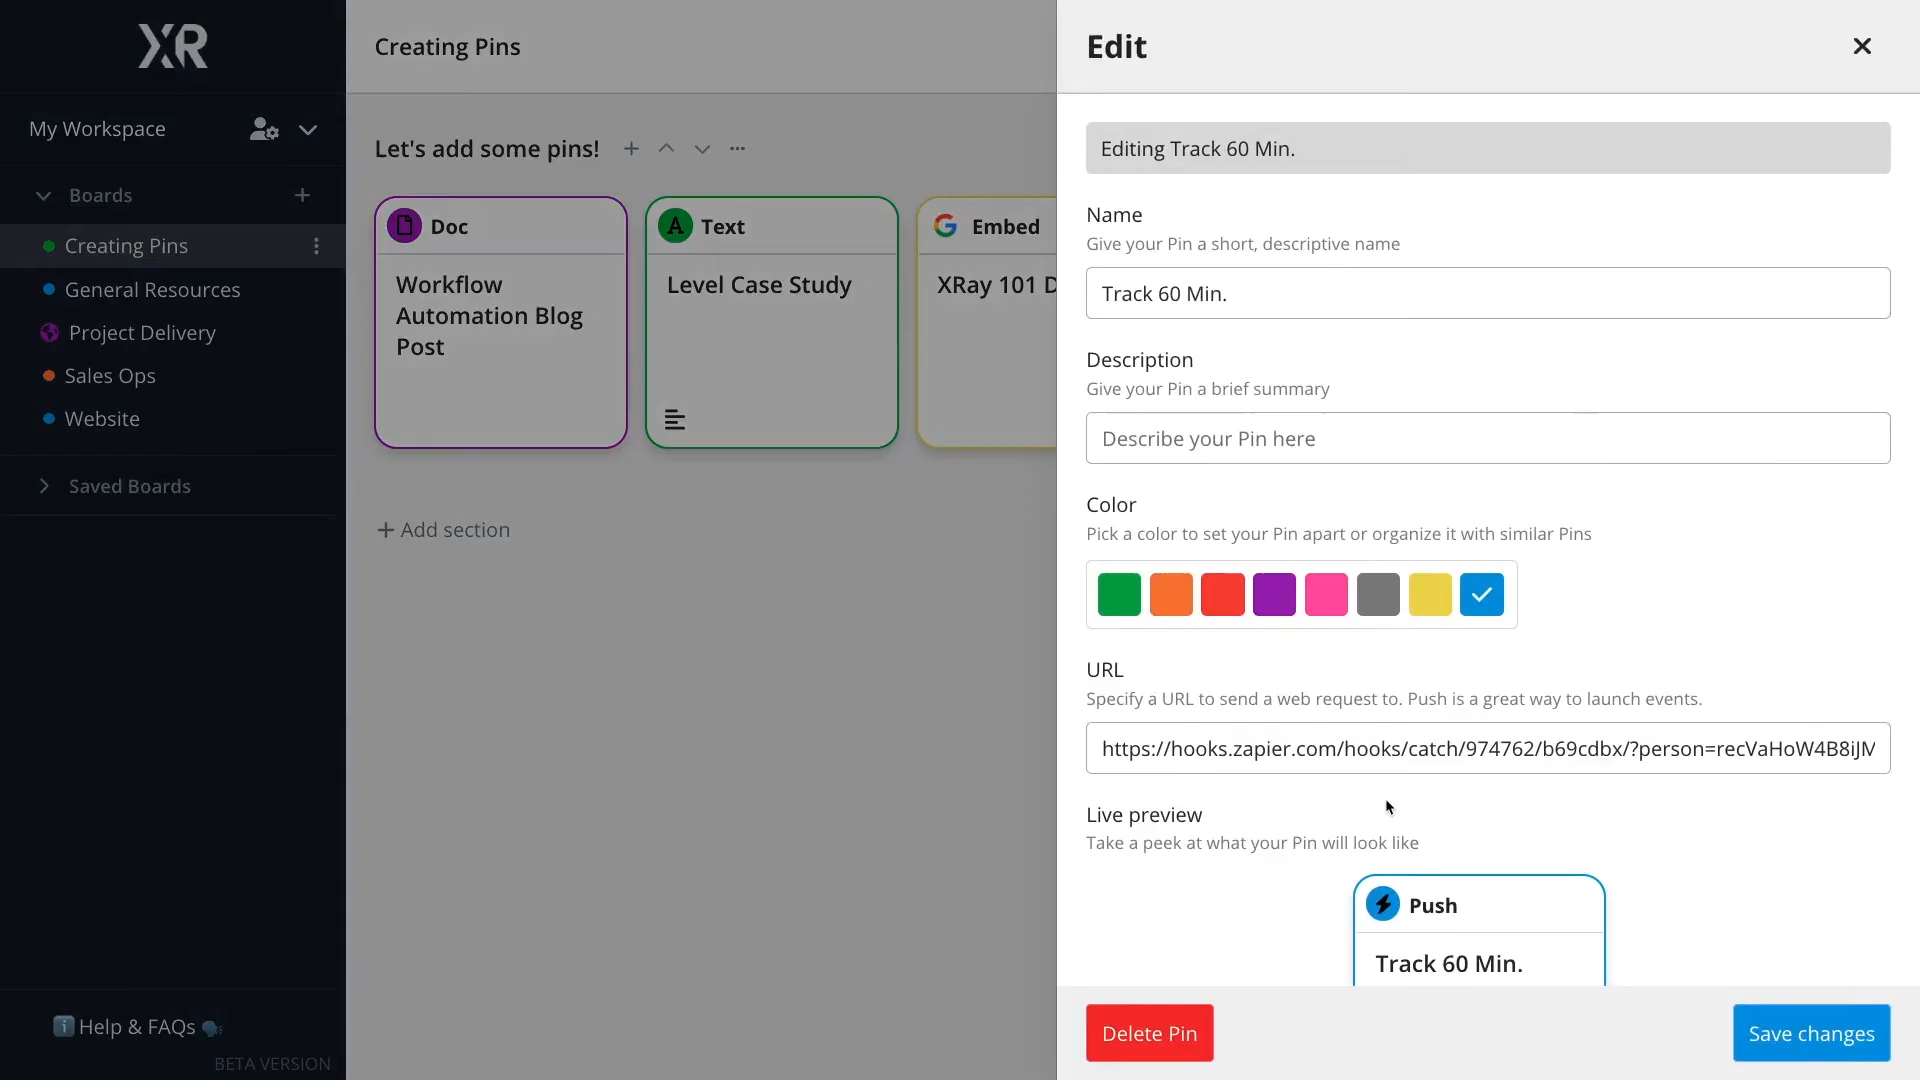 XR
My Workspace
Boards
Creating Pins
General Resources
Project Delivery
Sales Ops
Website
Saved Boards
Help & FAQs
BETA VERSION
Creating Pins
Let's add some pins!
Doc
Workflow
Automation Blog
Post
Text
Level Case Study
Embed
XRay 101 D
Add section
Edit
Editing Track 60 Min.
Name
Give your Pin a short, descriptive name
Track 60 Min.
Description
Give your Pin a brief summary
Describe your Pin here
Color
Pick a color to set your Pin apart or organize it with similar Pins
URL
Specify a URL to send a web request to. Push is a great way to launch events.
https://hooks.zapier.com/hooks/catch/974762/b69cdbx/?person=recVaHoW4B8iJM
Live preview
Take a peek at what your Pin will look like
Push
Track 60 Min.
Delete Pin
Save changes